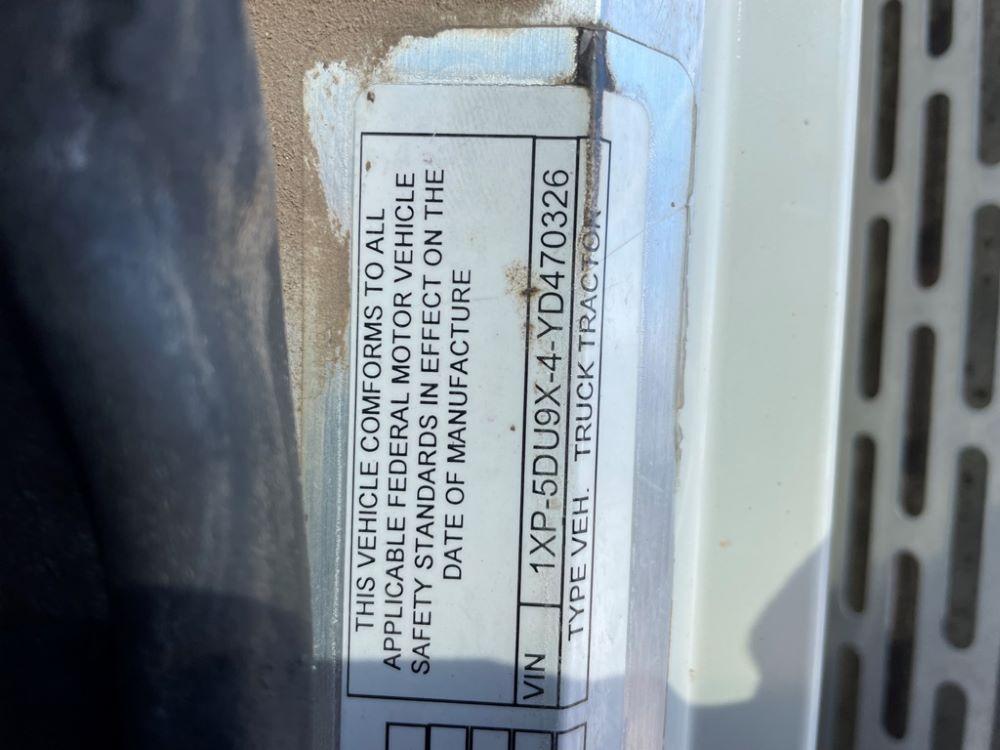 THIS VEHICLE COMFORMS TO ALL
APPLICABLE FEDERAL MOTOR VEHICLE
SAFETY STANDARDS IN EFFECT ON THE
DATE OF MANUFACTURE
VIN 1XP-5DU9X-4-YD470326
TYPE VEH. TRUCK TRACTOR